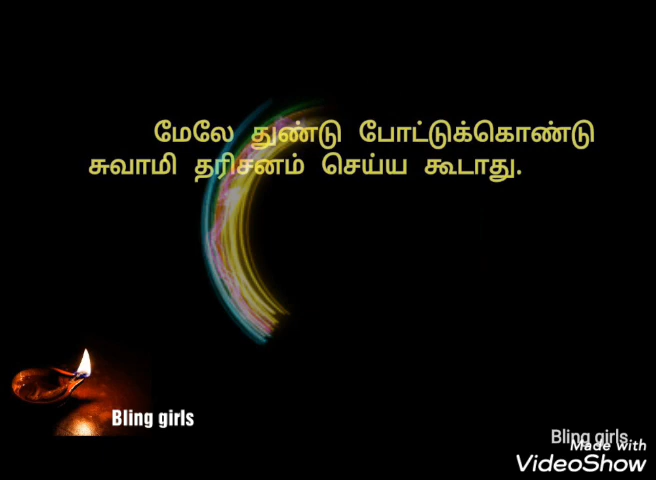 மேலே துண்டு போட்டுக்கொண்டு
சுவாமி தரிசனம் செய்ய கூடாது.
Bling girls
Bling girls
Made with
VideoShow